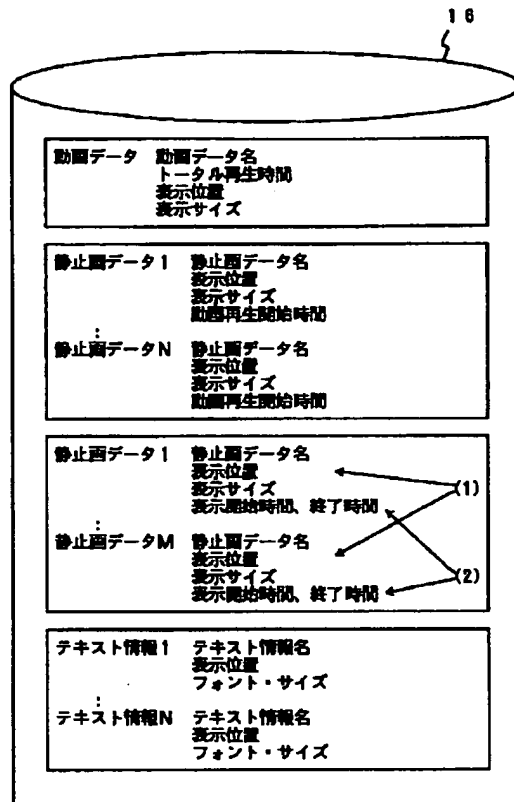 16
動画データ 動画データ名
トータル再生時間
表示位置
表示サイズ
静止画データ1 静止画データ名
表示位置
表示サイズ
動画再生開始時間
:
静止画データN 静止画データ名
表示位置
表示サイズ
動画再生開始時間
静止画データ1 静止画データ名
表示位置
表示サイズ (1)
表示開始時間、終了時間
:
静止画データM 静止画データ名
表示位置
表示サイズ (2)
表示開始時間、終了時間
テキスト情報1 テキスト情報名
表示位置
フォント・サイズ
:
テキスト情報N テキスト情報名
表示位置
フォント・サイズ